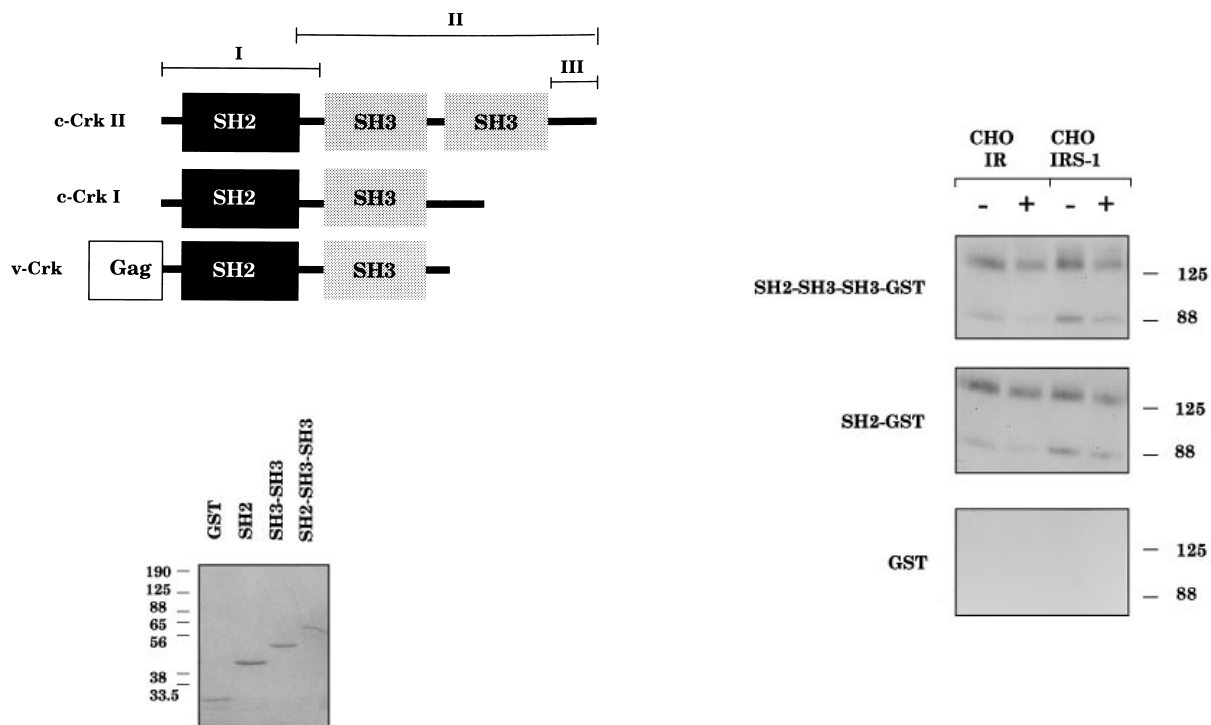 II
I
III
c-Crk II
SH2
SH3
SH3
c-Crk I
SH2
SH3
v-Crk
Gag
SH2
SH3
GST
SH2
SH3-SH3
SH2-SH3-SH3
190
125
88
65
56
38
33.5
CHO IR
CHO IRS-1
- + - +
SH2-SH3-SH3-GST
125
88
SH2-GST
125
88
GST
125
88